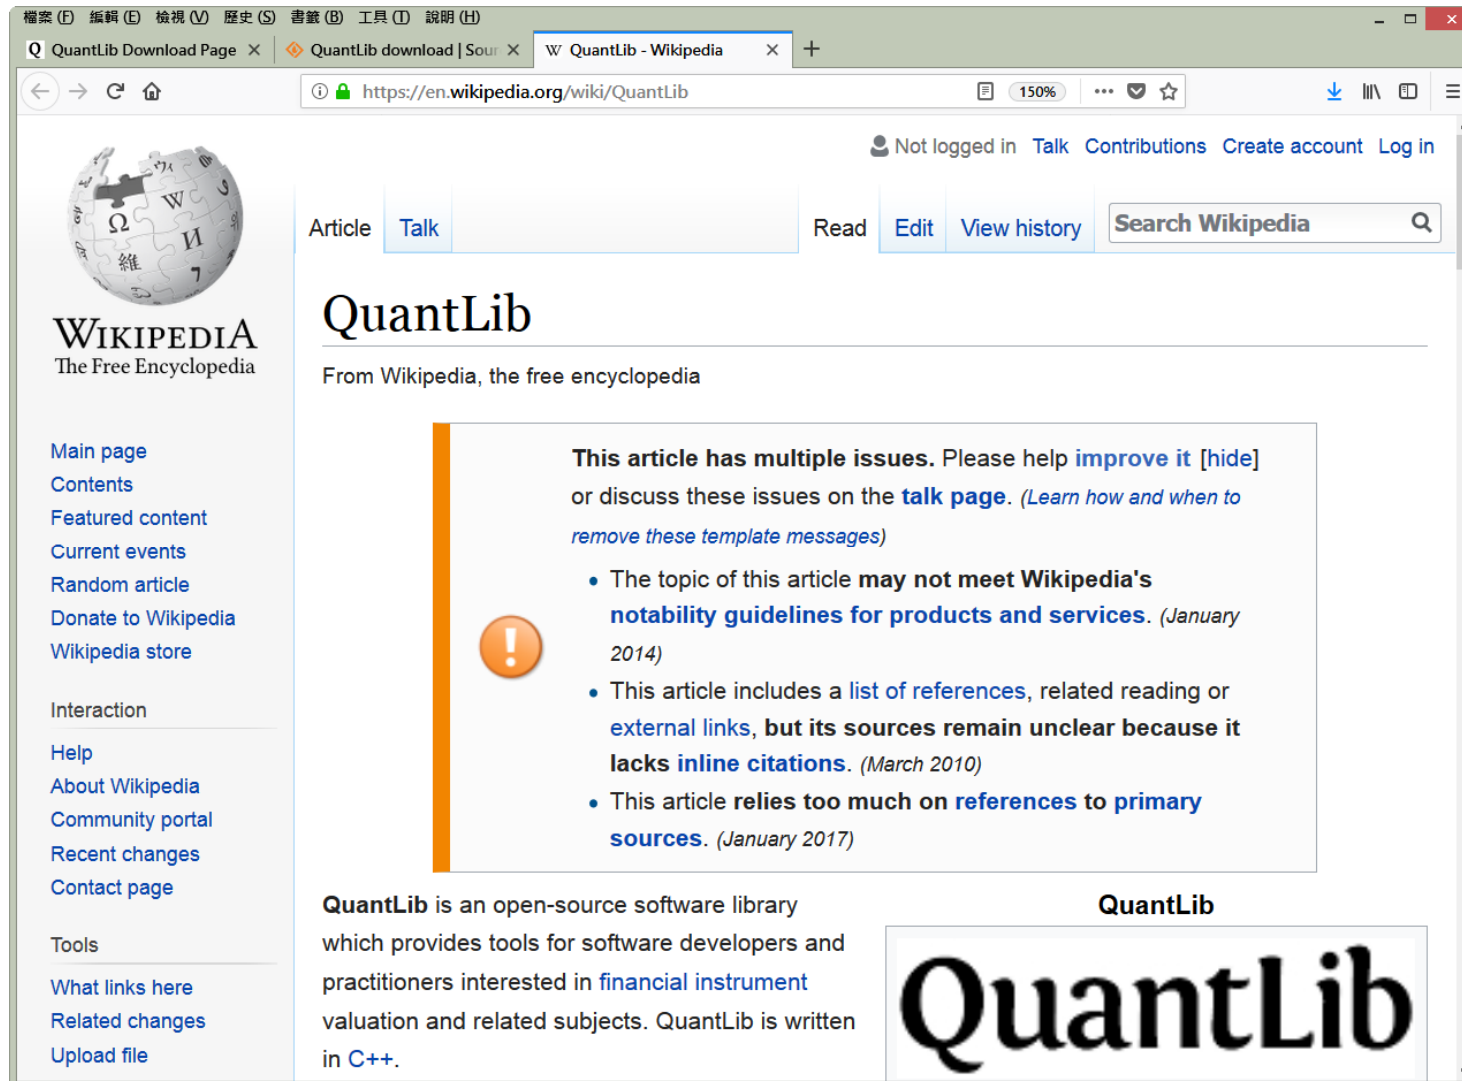 檔案 (F) 編輯 (E) 檢視 (V) 歷史 (S) 書籤 (B) 工具 (T) 說明 (H)
Q QuantLib Download Page
QuantLib download | Sour
W QuantLib - Wikipedia
https://en.wikipedia.org/wiki/QuantLib
150%
Not logged in Talk Contributions Create account Log in
Article Talk Read Edit View history Search Wikipedia
Ω W И 維 7
WIKIPEDIA
The Free Encyclopedia
Main page
Contents
Featured content
Current events
Random article
Donate to Wikipedia
Wikipedia store
Interaction
Help
About Wikipedia
Community portal
Recent changes
Contact page
Tools
What links here
Related changes
Upload file
QuantLib
From Wikipedia, the free encyclopedia
This article has multiple issues. Please help improve it [hide]
or discuss these issues on the talk page. (Learn how and when to
remove these template messages)
• The topic of this article may not meet Wikipedia's
notability guidelines for products and services. (January
2014)
• This article includes a list of references, related reading or
external links, but its sources remain unclear because it
lacks inline citations. (March 2010)
• This article relies too much on references to primary
sources. (January 2017)
QuantLib is an open-source software library
which provides tools for software developers and
practitioners interested in financial instrument
valuation and related subjects. QuantLib is written
in C++.
QuantLib
QuantLib